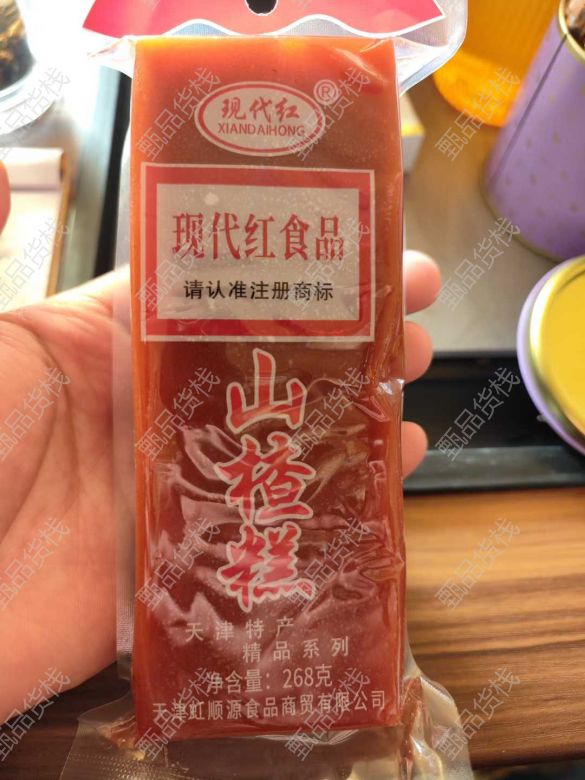 现代红®
XIANDAIHONG
现代红食品
请认准注册商标
山楂糕
天津特产
精品系列
净含量：268克
天津虹顺源食品商贸有限公司
甄品货栈